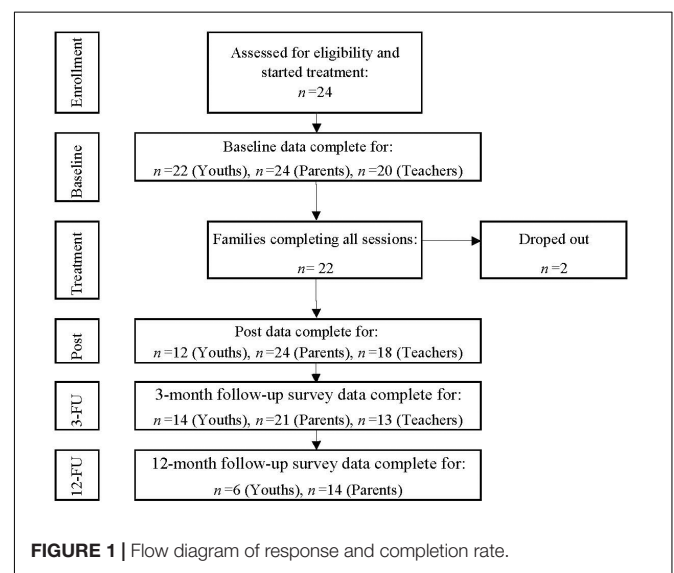 Enrollment
Assessed for eligibility and
started treatment:
n=24
Baseline
Baseline data complete for:
n=22 (Youths), n=24 (Parents), n=20 (Teachers)
Treatment
Families completing all sessions:
n= 22
Droped out
n=2
Post
Post data complete for:
n=12 (Youths), n=24 (Parents), n=18 (Teachers)
3-FU
3-month follow-up survey data complete for:
n=14 (Youths), n=21 (Parents), n=13 (Teachers)
12-FU
12-month follow-up survey data complete for:
n=6 (Youths), n=14 (Parents)
FIGURE 1 | Flow diagram of response and completion rate.